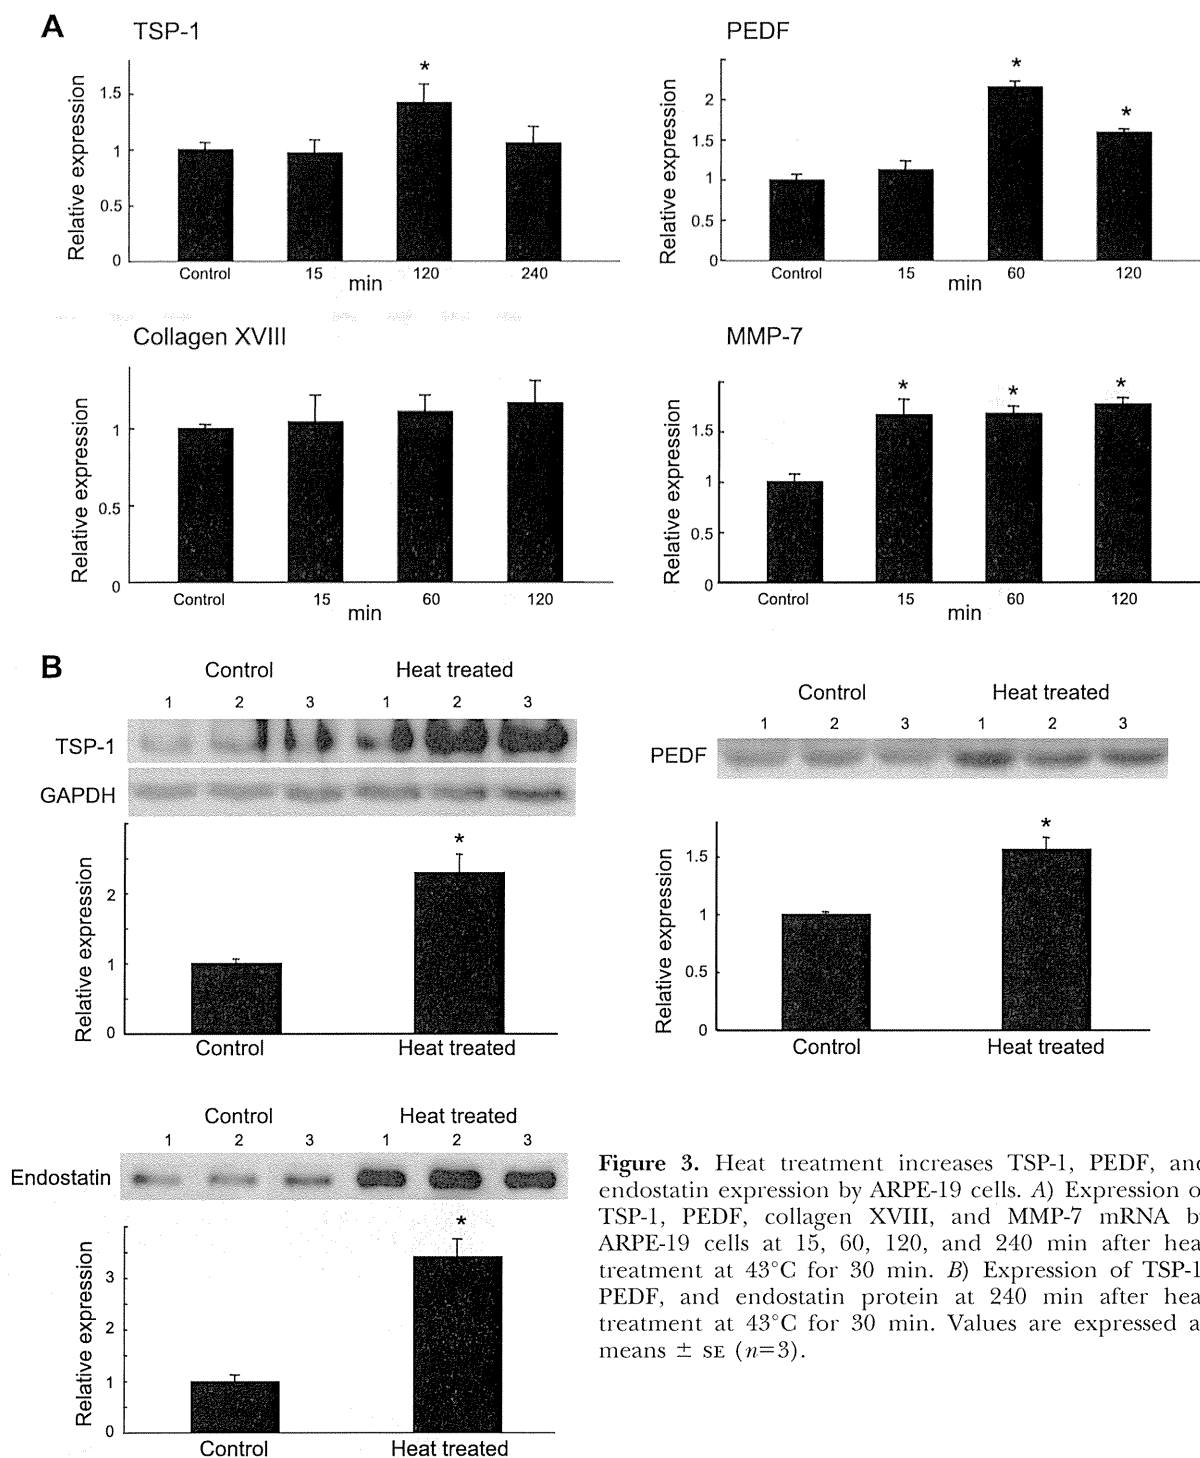 A
TSP-1
Relative expression
1.5
1
0.5
0
*
Control 15 120 240
min
PEDF
Relative expression
2
1.5
1
0.5
0
* *
Control 15 60 120
min
Collagen XVIII
Relative expression
1
0.5
0
Control 15 60 120
min
MMP-7
Relative expression
1.5
1
0.5
0
* * *
Control 15 60 120
min
B
Control Heat treated
1 2 3 1 2 3
TSP-1
GAPDH
Relative expression
2
1
0
*
Control Heat treated
Control Heat treated
1 2 3 1 2 3
PEDF
Relative expression
1.5
1
0.5
0
*
Control Heat treated
Control Heat treated
1 2 3 1 2 3
Endostatin
Relative expression
3
2
1
0
*
Control Heat treated
Figure 3. Heat treatment increases TSP-1, PEDF, and
endostatin expression by ARPE-19 cells. A) Expression o
TSP-1, PEDF, collagen XVIII, and MMP-7 mRNA b
ARPE-19 cells at 15, 60, 120, and 240 min after hea
treatment at 43°C for 30 min. B) Expression of TSP-1
PEDF, and endostatin protein at 240 min after hea
treatment at 43°C for 30 min. Values are expressed a
means ± SE (n=3).